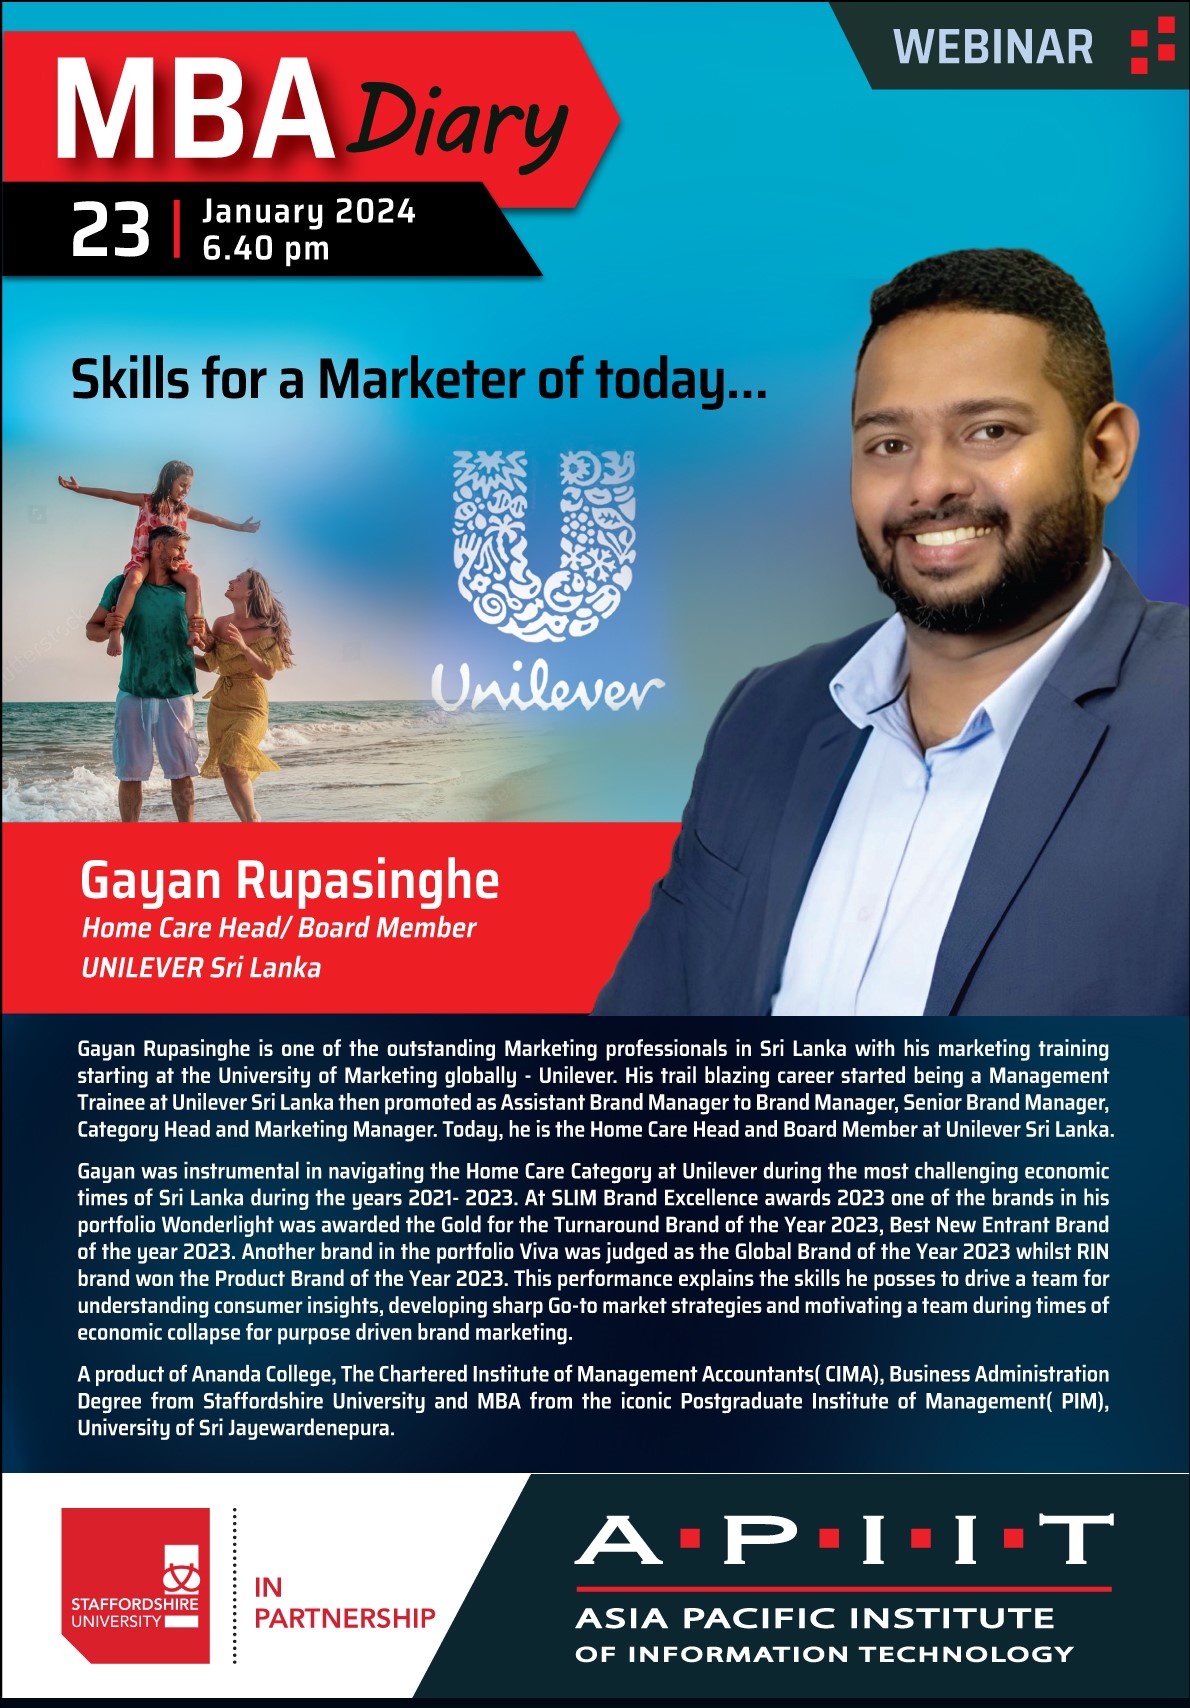 WEBINAR
MBA Diary
23
January 2024
6.40 pm
Skills for a Marketer of today...
Unilever
Gayan Rupasinghe
Home Care Head/ Board Member
UNILEVER Sri Lanka
Gayan Rupasinghe is one of the outstanding Marketing professionals in Sri Lanka with his marketing training
starting at the University of Marketing globally - Unilever. His trail blazing career started being a Management
Trainee at Unilever Sri Lanka then promoted as Assistant Brand Manager to Brand Manager, Senior Brand Manager,
Category Head and Marketing Manager. Today, he is the Home Care Head and Board Member at Unilever Sri Lanka.
Gayan was instrumental in navigating the Home Care Category at Unilever during the most challenging economic
times of Sri Lanka during the years 2021- 2023. At SLIM Brand Excellence awards 2023 one of the brands in his
portfolio Wonderlight was awarded the Gold for the Turnaround Brand of the Year 2023, Best New Entrant Brand
of the year 2023. Another brand in the portfolio Viva was judged as the Global Brand of the Year 2023 whilst RIN
brand won the Product Brand of the Year 2023. This performance explains the skills he posses to drive a team for
understanding consumer insights, developing sharp Go-to market strategies and motivating a team during times of
economic collapse for purpose driven brand marketing.
A product of Ananda College, The Chartered Institute of Management Accountants( CIMA), Business Administration
Degree from Staffordshire University and MBA from the iconic Postgraduate Institute of Management( PIM),
University of Sri Jayewardenepura.
STAFFORDSHIRE
UNIVERSITY
IN
PARTNERSHIP
A·P·I·I·T
ASIA PACIFIC INSTITUTE
OF INFORMATION TECHNOLOGY